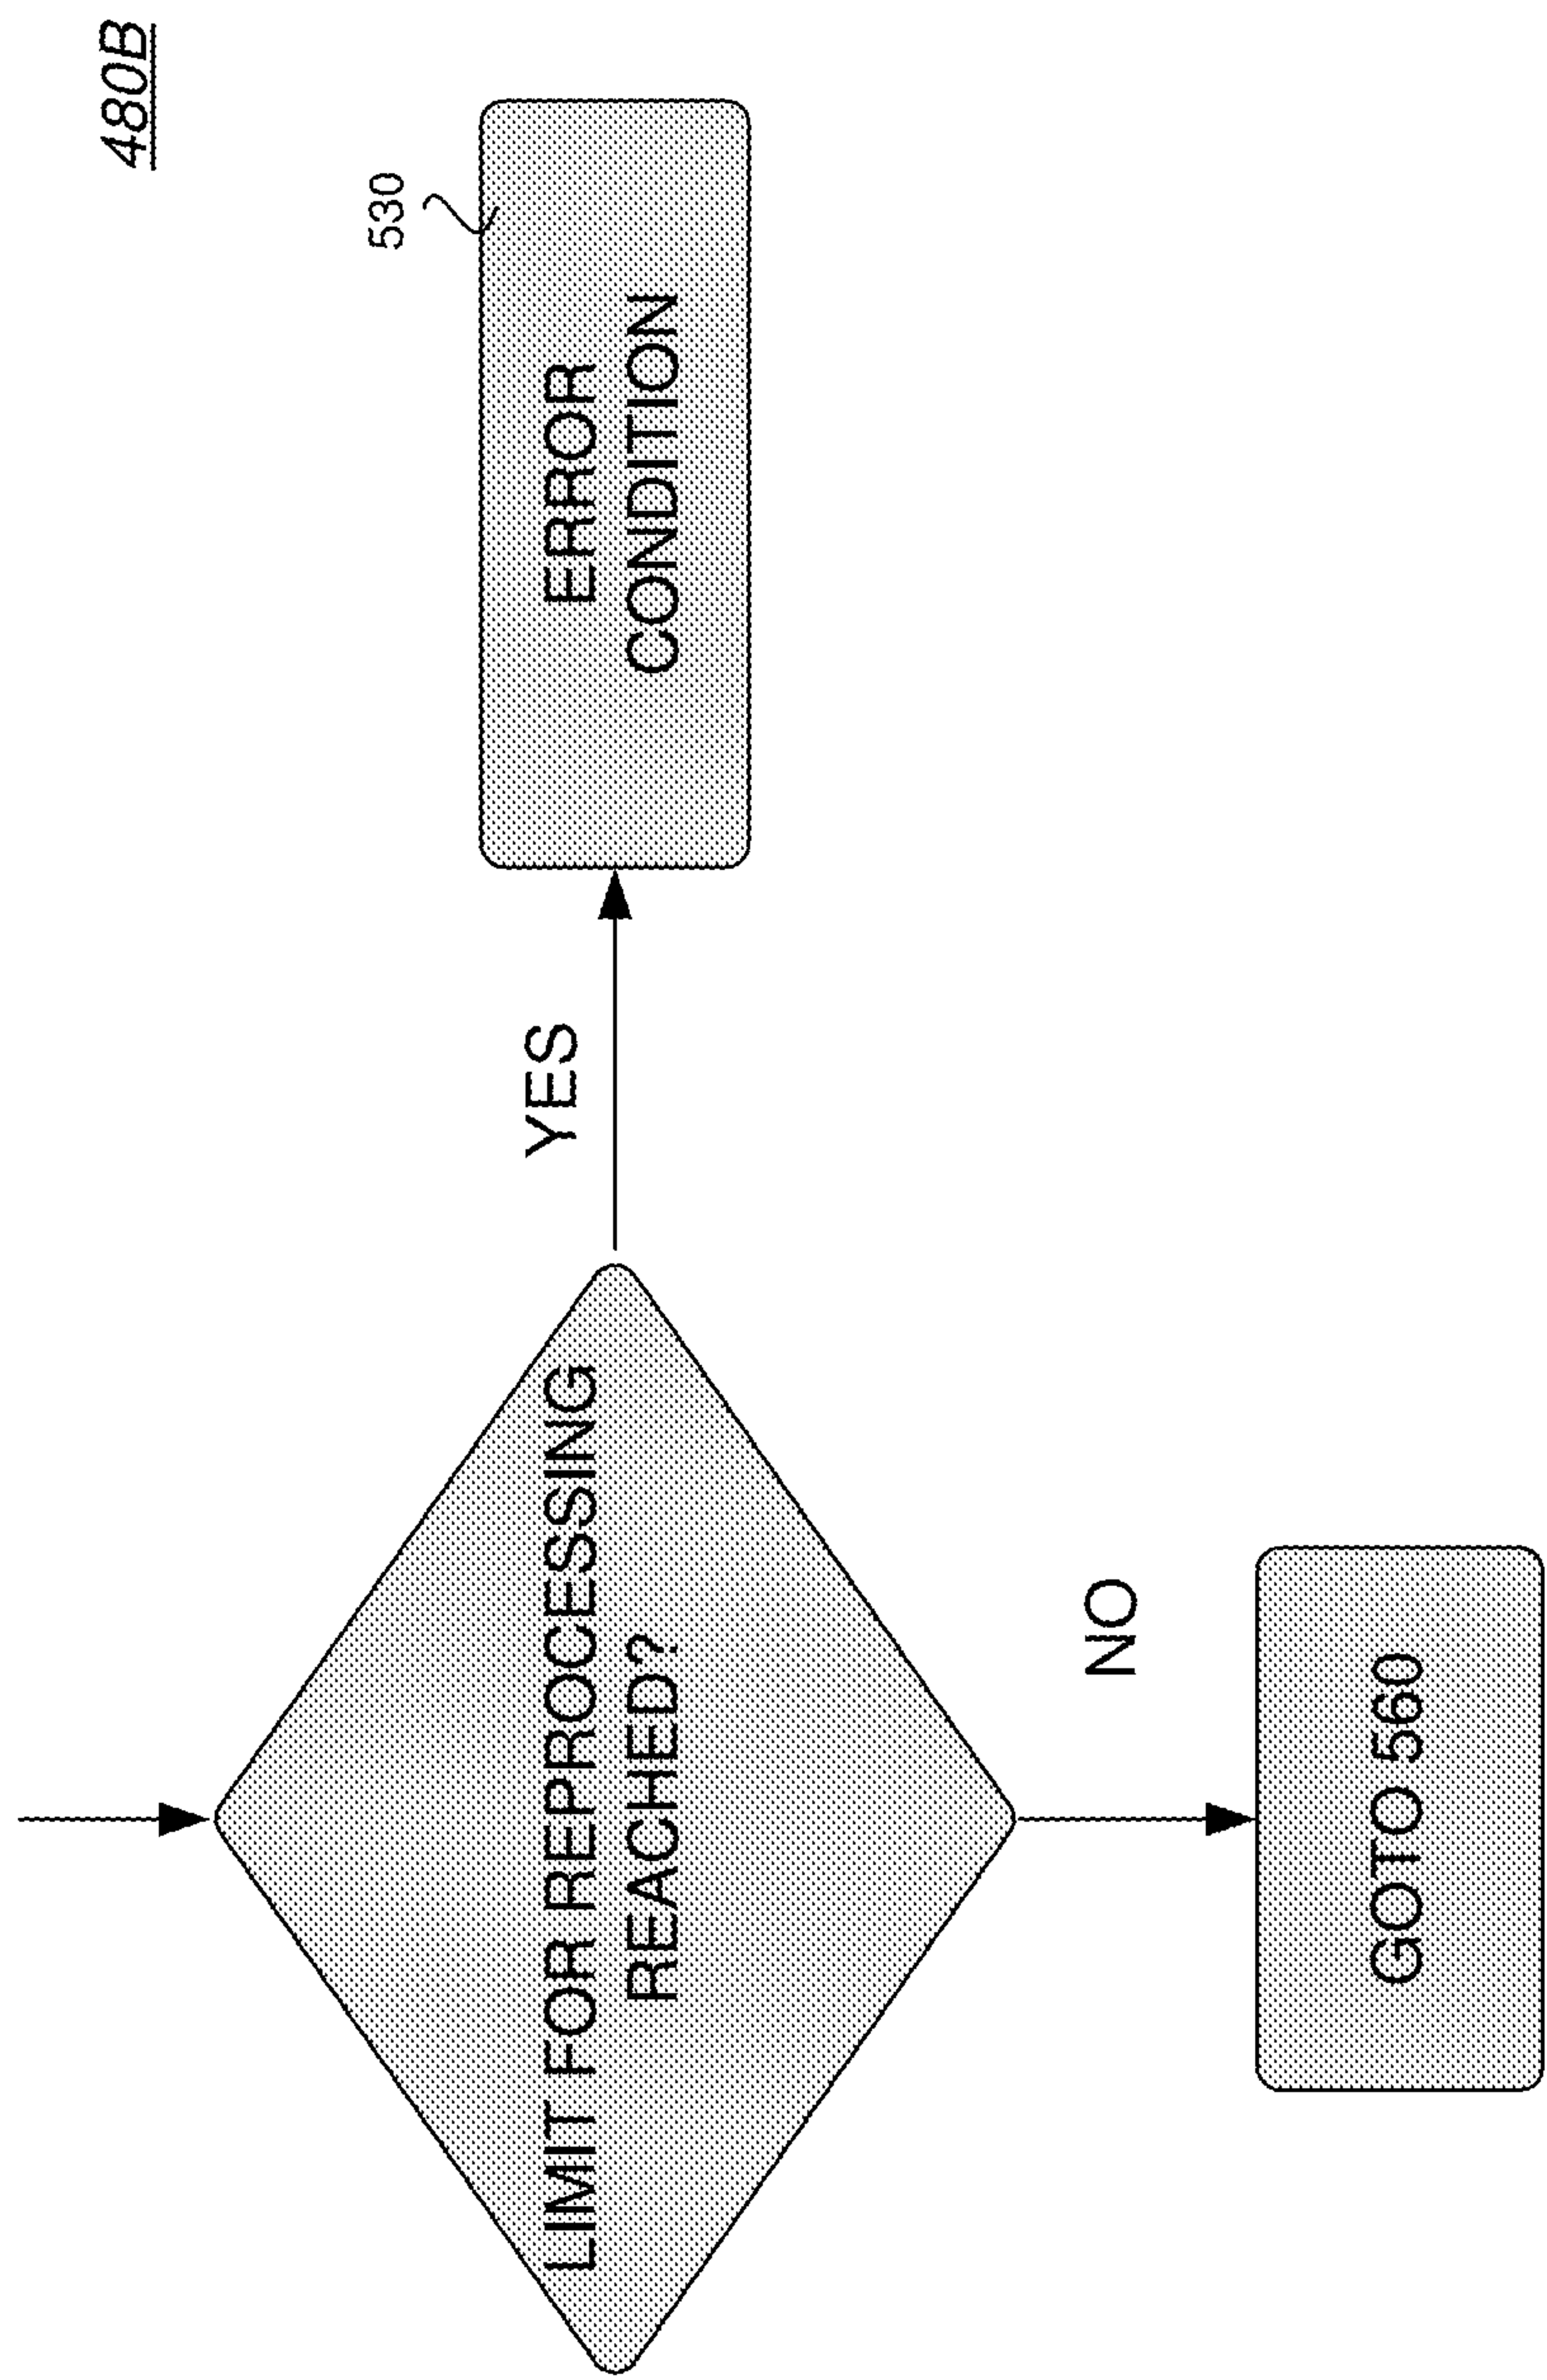 480B
530
LIMIT FOR REPROCESSING
REACHED?
YES
ERROR
CONDITION
NO
GOTO 560